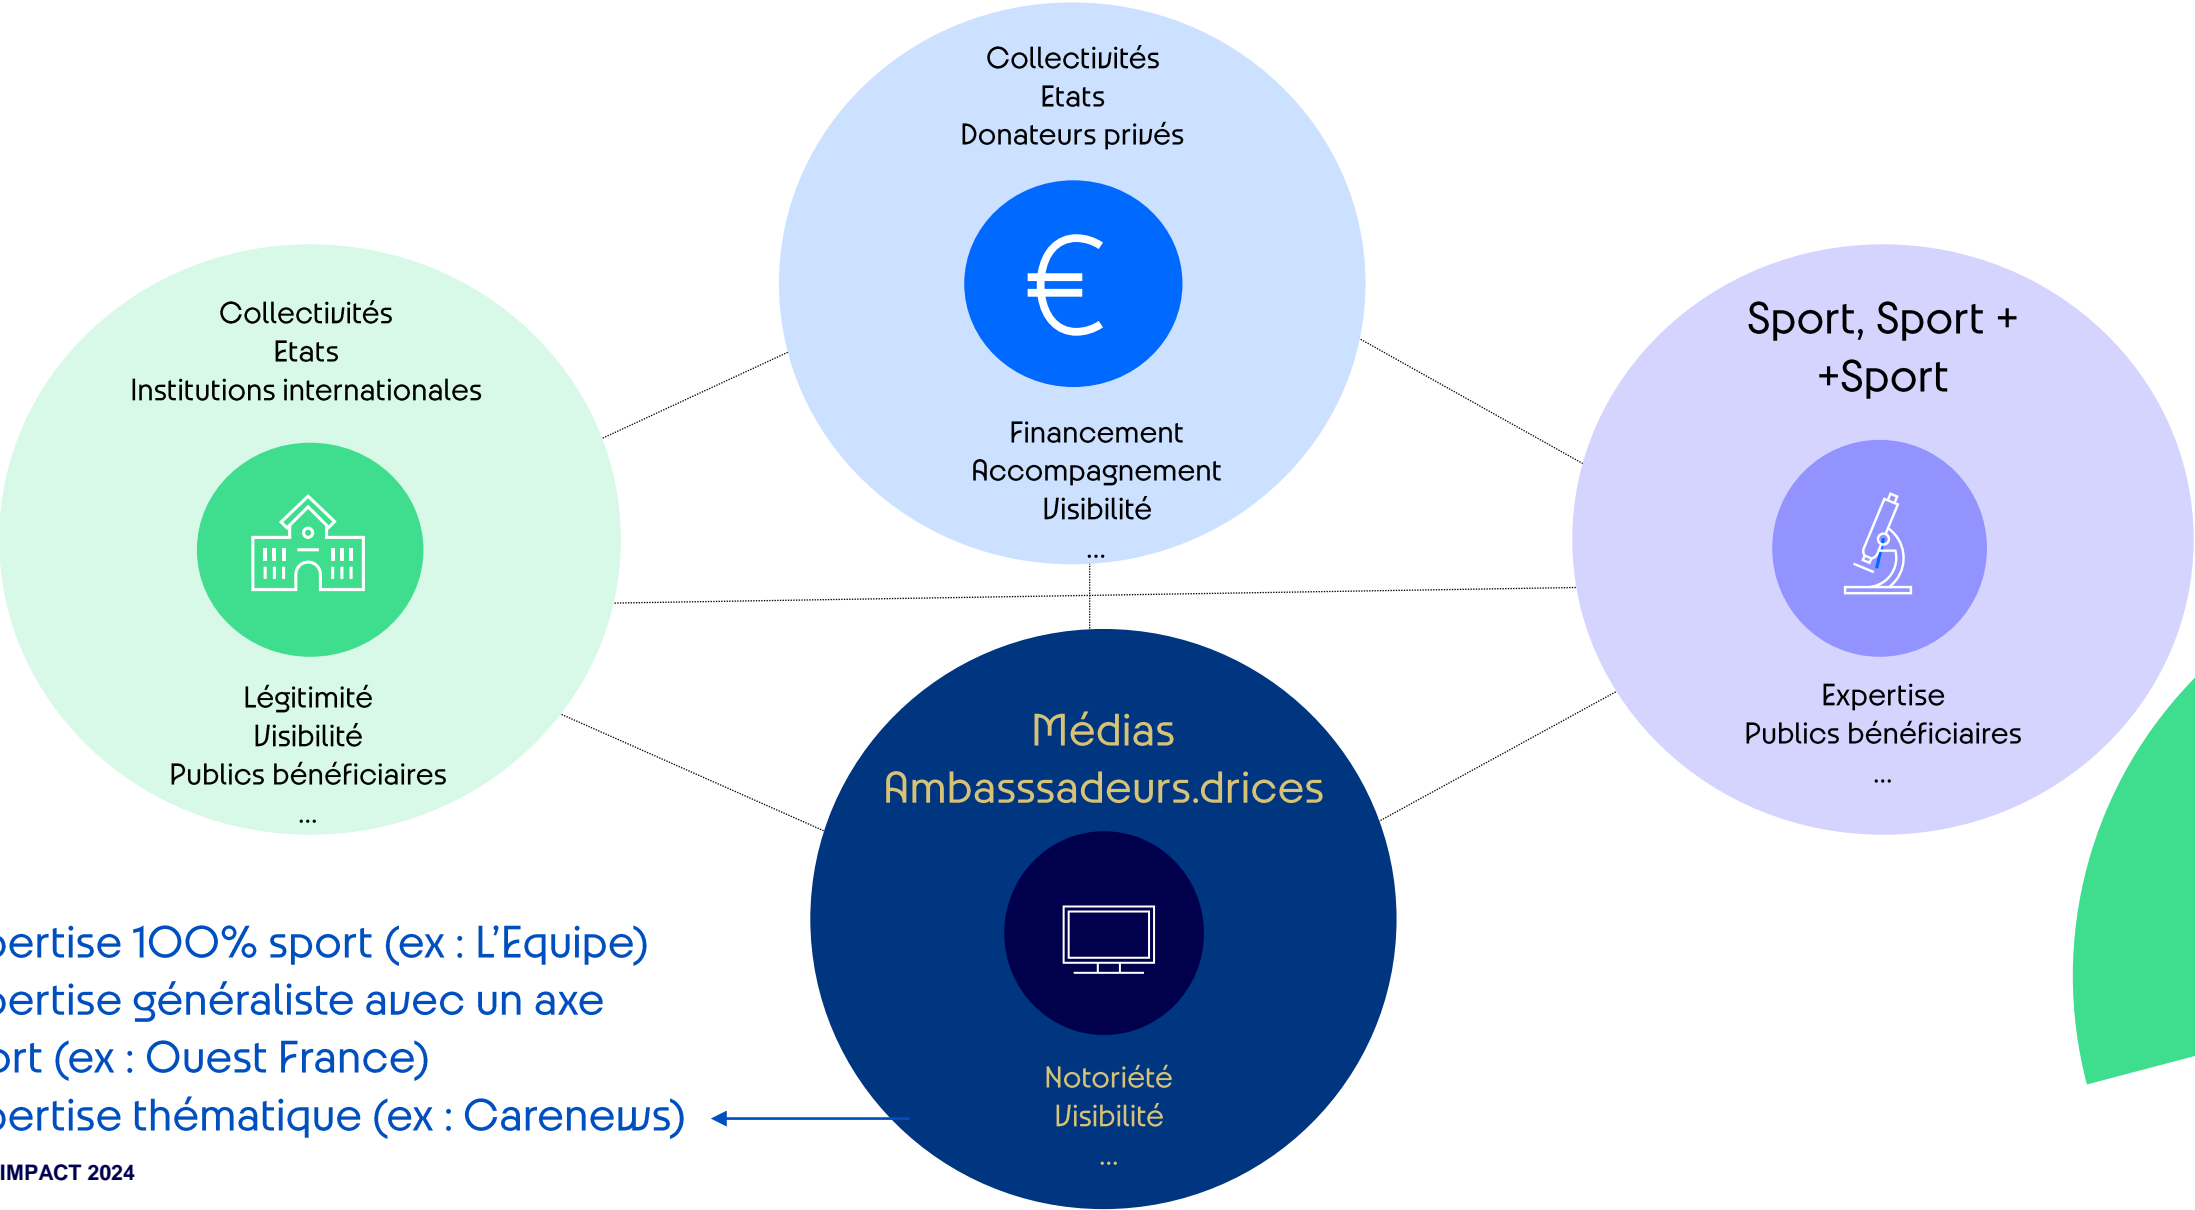 Collectivités
Etats
Donateurs privés
€
Financement
Accompagnement
Visibilité
...
Collectivités
Etats
Institutions internationales
Légitimité
Visibilité
Publics bénéficiaires
...
Sport, Sport +
+Sport
Expertise
Publics bénéficiaires
...
Médias
Ambasssadeurs.drices
Notoriété
Visibilité
...
pertise 100% sport (ex : L'Equipe)
pertise généraliste avec un axe
ort (ex : Ouest France)
pertise thématique (ex : Carenews)
IMPACT 2024